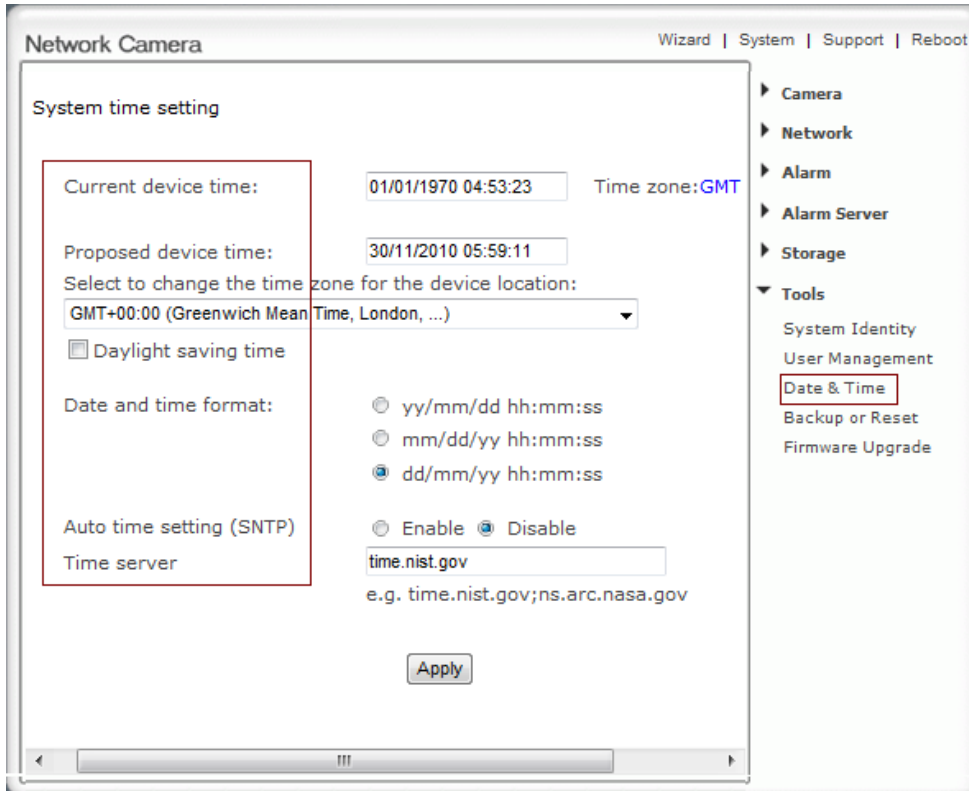 Network Camera
Wizard | System | Support | Reboot
System time setting
Current device time: 01/01/1970 04:53:23 Time zone:GMT
Proposed device time: 30/11/2010 05:59:11
Select to change the time zone for the device location:
GMT+00:00 (Greenwich Mean Time, London, ...)
Daylight saving time
Date and time format: yy/mm/dd hh:mm:ss
mm/dd/yy hh:mm:ss
dd/mm/yy hh:mm:ss
Auto time setting (SNTP) Enable Disable
Time server time.nist.gov
e.g. time.nist.gov;ns.arc.nasa.gov
Apply
Camera
Network
Alarm
Alarm Server
Storage
Tools
System Identity
User Management
Date & Time
Backup or Reset
Firmware Upgrade